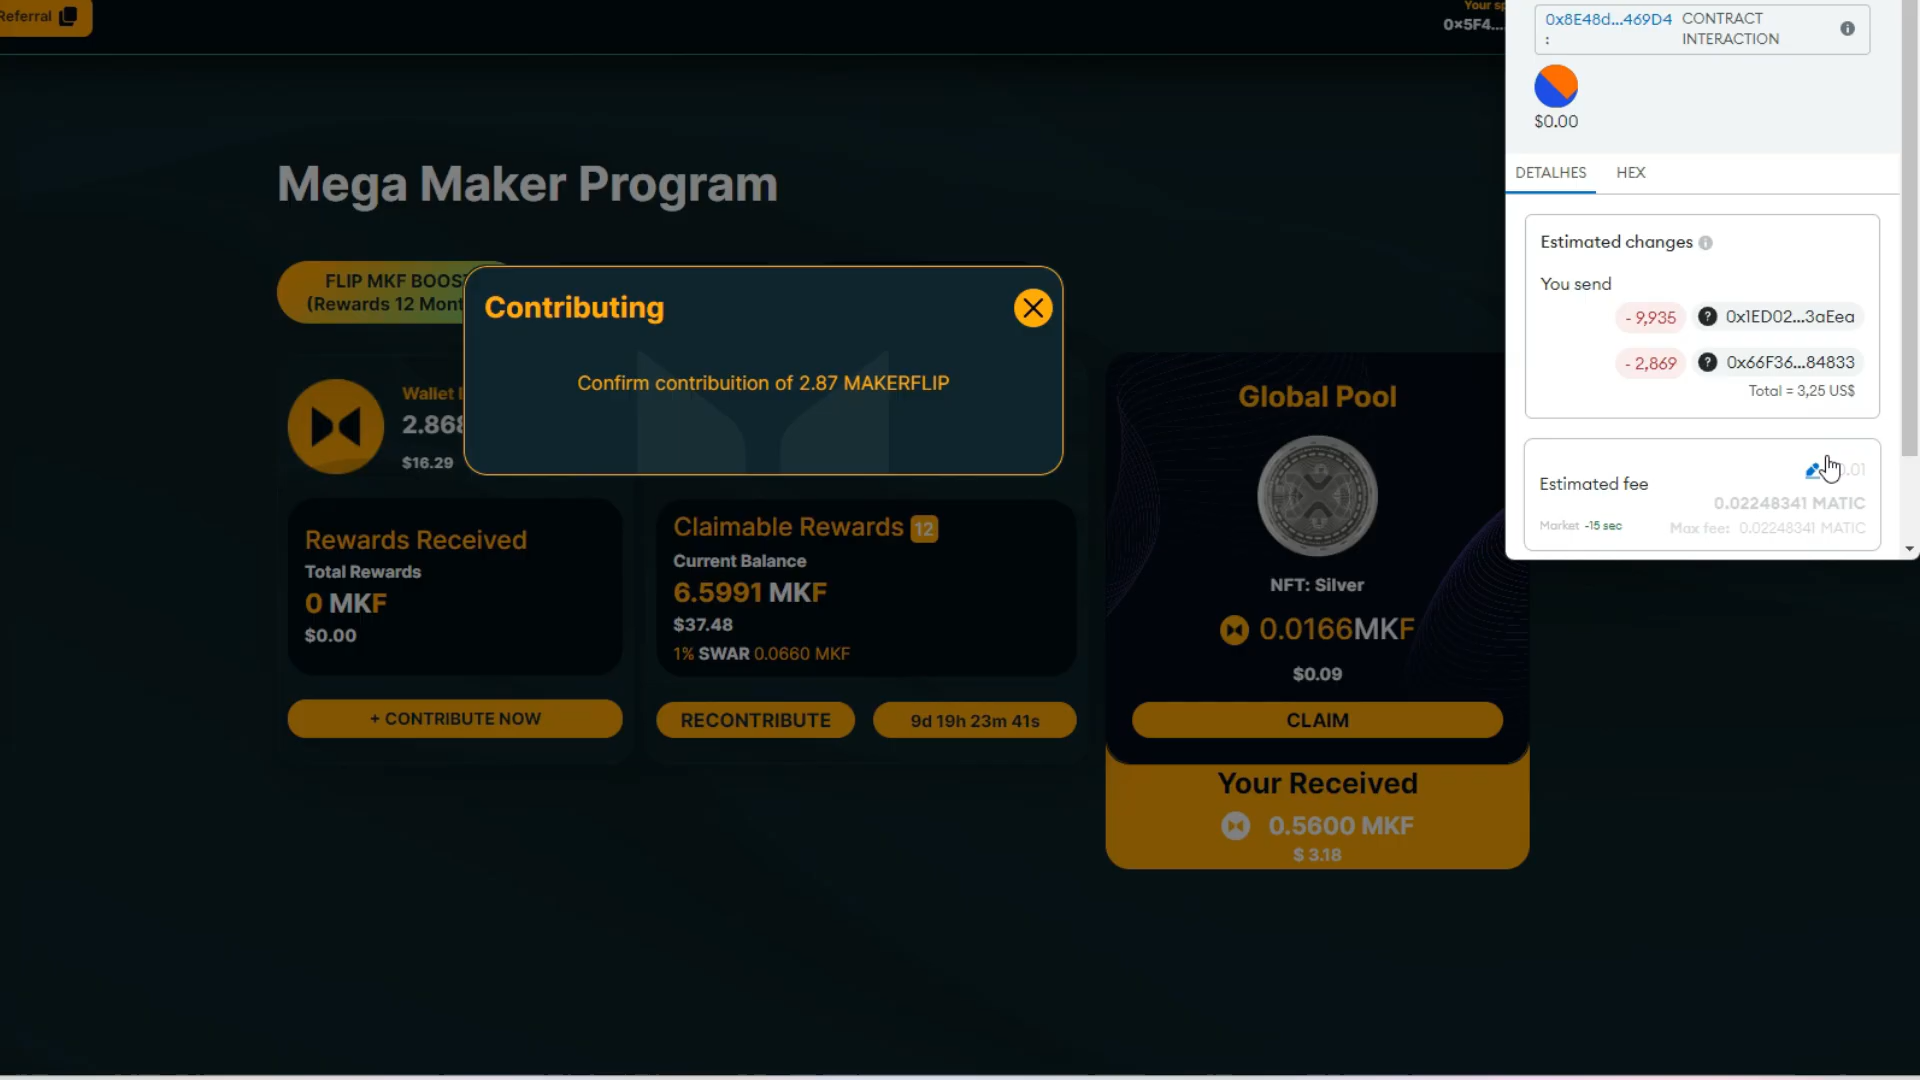 Referral
Your sp
0x5F4....
Mega Maker Program
FLIP MKF BOOS
(Rewards 12 Mont
Contributing
Confirm contribuition of 2.87 MAKERFLIP
Wallet
2.868
$16.29
Rewards Received
Total Rewards
0 MKF
$0.00
+ CONTRIBUTE NOW
Claimable Rewards 12
Current Balance
6.5991 MKF
$37.48
1% SWAR 0.0660 MKF
RECONTRIBUTE
9d 19h 23m 41s
Global Pool
NFT: Silver
0.0166MKF
$0.09
CLAIM
Your Received
0.5600 MKF
$ 3.18
0x8E48d...469D4 CONTRACT
: INTERACTION
$0.00
DETALHES HEX
Estimated changes
You send
- 9,935 ? 0x1ED02...3aEea
- 2,869 ? 0x66F36...84833
Total = 3,25 US$
.01
Estimated fee
0.02248341 MATIC
Market ~15 sec Max fee: 0.02248341 MATIC